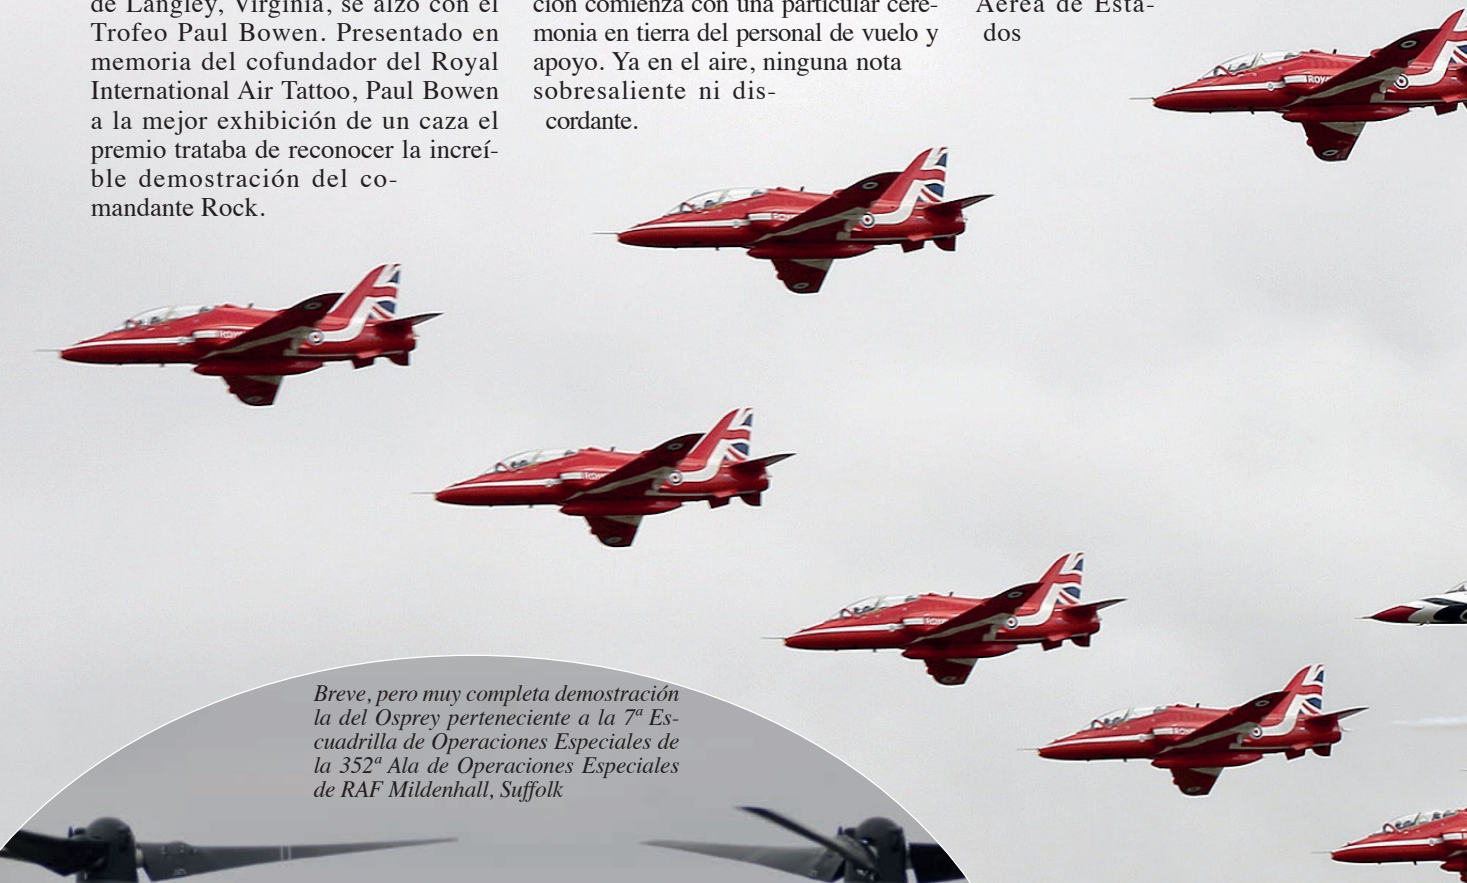 de Langley, Virginia, se alzó con el
Trofeo Paul Bowen. Presentado en
memoria del cofundador del Royal
International Air Tattoo, Paul Bowen
a la mejor exhibición de un caza el
premio trataba de reconocer la increí-
ble demostración del co-
mandante Rock.
ción comienza con una particular cere-
monia en tierra del personal de vuelo y
apoyo. Ya en el aire, ninguna nota
sobresaliente ni dis-
cordante.
Aérea de Esta-
dos
Breve, pero muy completa demostración
la del Osprey perteneciente a la 7ª Es-
cuadrilla de Operaciones Especiales de
la 352ª Ala de Operaciones Especiales
de RAF Mildenhall, Suffolk